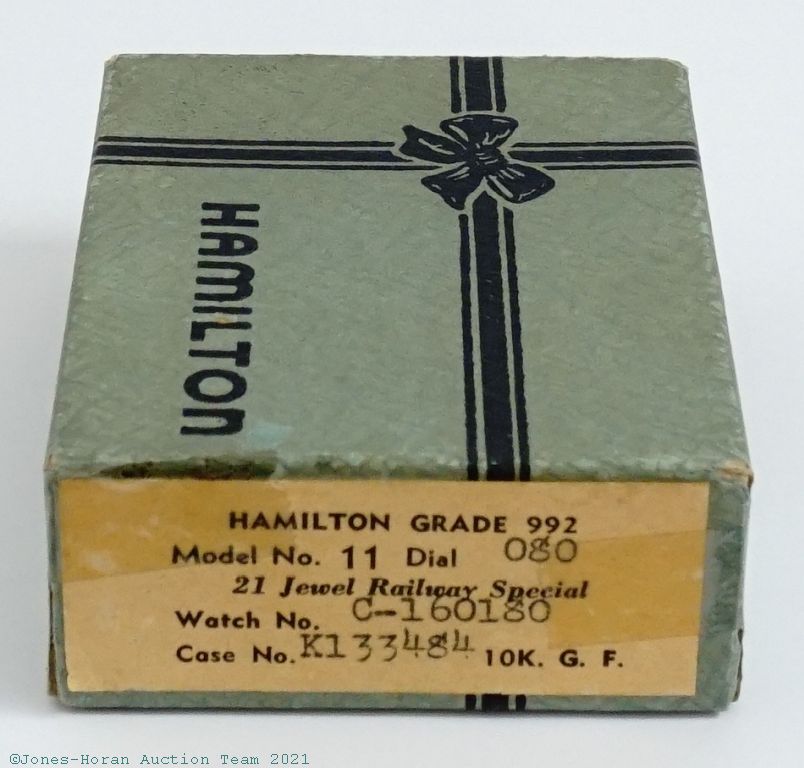 HAMILTON
HAMILTON GRADE 992
Model No. 11 Dial 080
21 Jewel Railway Special
Watch No. C-160180
Case No. K133484 10K. G. F.
©Jones-Horan Auction Team 2021